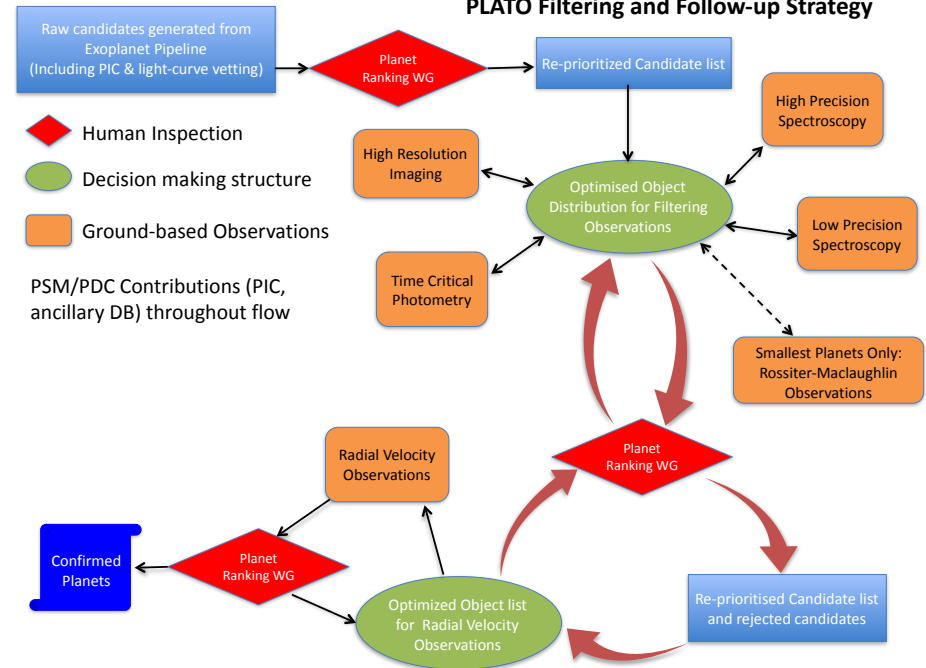 PLATO Filtering and Follow-up Strategy
Raw candidates generated from
Exoplanet Pipeline
(Including PIC & light-curve vetting)
Planet
Ranking WG
Re-prioritized Candidate list
High Precision
Spectroscopy
Human Inspection
High Resolution
Imaging
Decision making structure
Optimised Object
Distribution for Filtering
Observations
Ground-based Observations
Low Precision
Spectroscopy
Time Critical
Photometry
PSM/PDC Contributions (PIC,
ancillary DB) throughout flow
Smallest Planets Only:
Rossiter-Maclaughlin
Observations
Planet
Ranking WG
Radial Velocity
Observations
Confirmed
Planets
Planet
Ranking WG
Optimized Object list
for Radial Velocity
Observations
Re-prioritised Candidate list
and rejected candidates